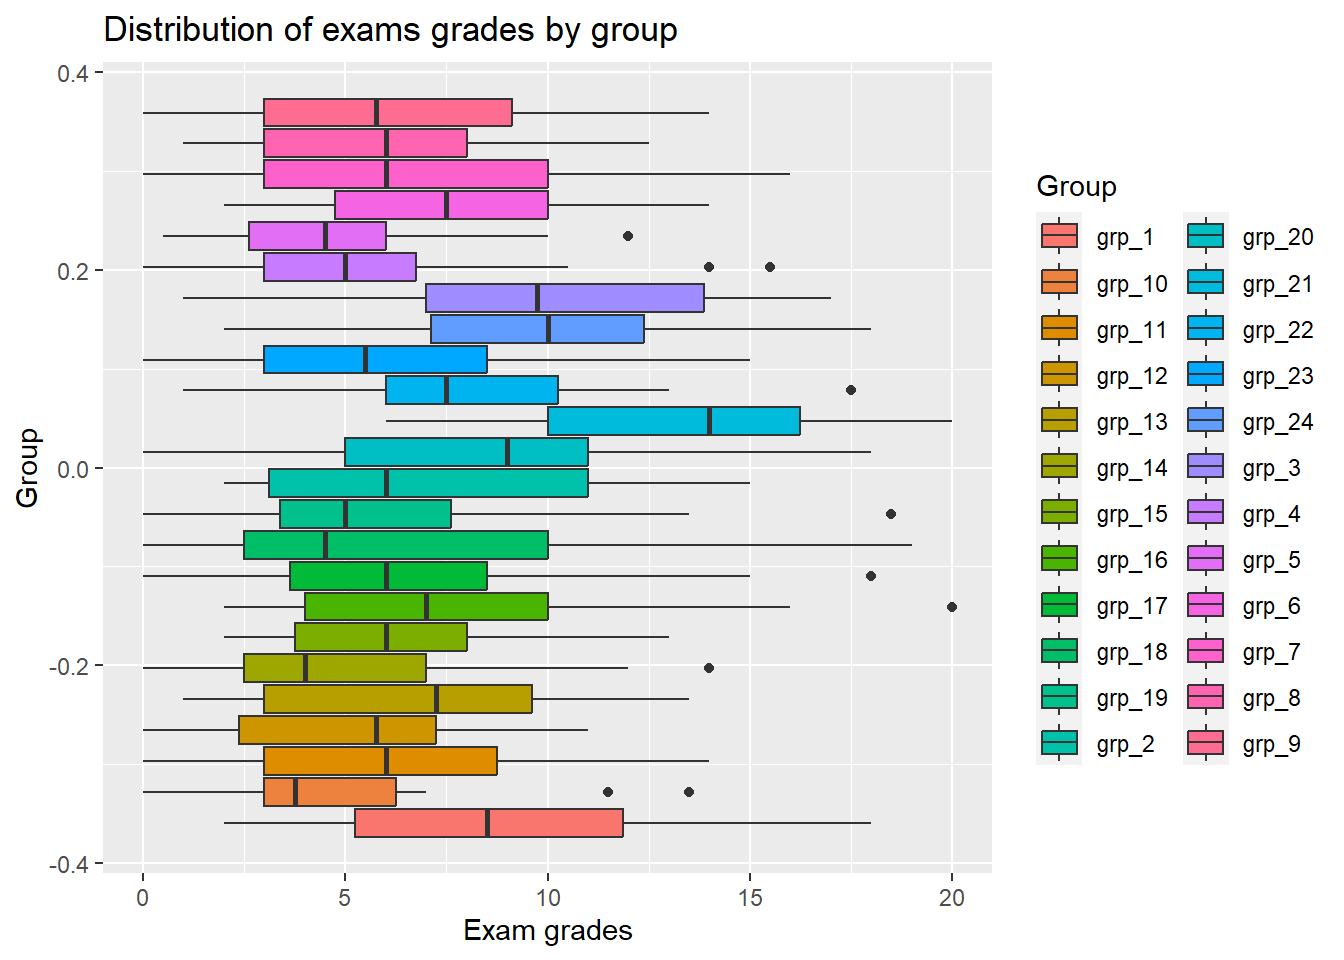 Distribution of exams grades by group
0.4
0.2
0.0
-0.2
-0.4
Group
0 5 10 15 20
Exam grades
Group
grp_1 grp_20
grp_10 grp_21
grp_11 grp_22
grp_12 grp_23
grp_13 grp_24
grp_14 grp_3
grp_15 grp_4
grp_16 grp_5
grp_17 grp_6
grp_18 grp_7
grp_19 grp_8
grp_2 grp_9